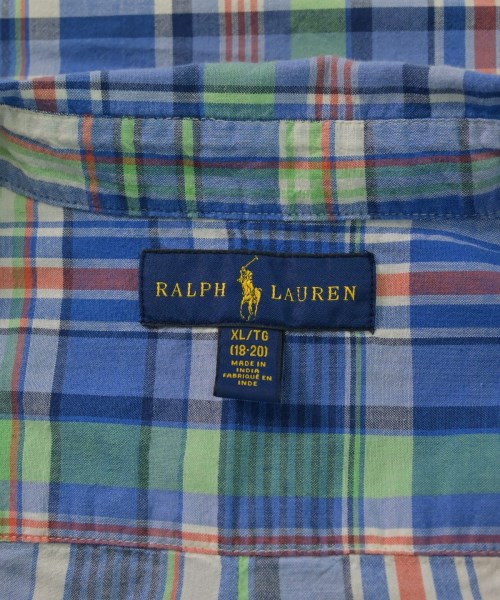 RALPH LAUREN
XL/TG
(18-20)
MADE IN
INDIA
FABRIQUÉ EN
INDE